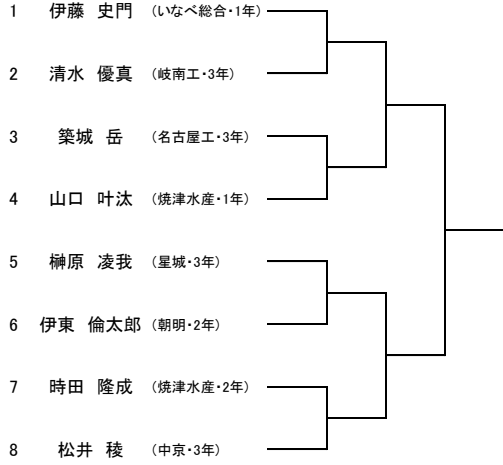 1 伊藤 史門 （いなべ総合・1年）
2 清水 優真 （岐南工・3年）
3 築城 岳 （名古屋工・3年）
4 山口 叶汰 （焼津水産・1年）
5 榊原 凌我 （星城・3年）
6 伊東 倫太郎 （朝明・2年）
7 時田 隆成 （焼津水産・2年）
8 松井 稜 （中京・3年）